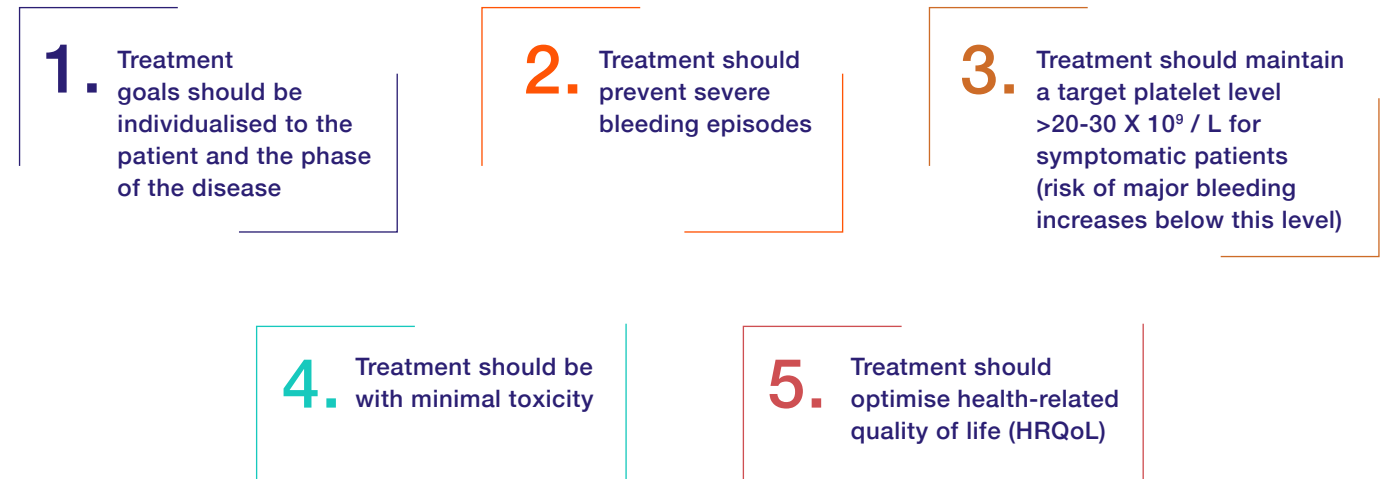 1.
Treatment
goals should be
individualised to the
patient and the phase
of the disease
2.
Treatment should
prevent severe
bleeding episodes
3.
Treatment should maintain
a target platelet level
>20-30 X 10⁹ / L for
symptomatic patients
(risk of major bleeding
increases below this level)
4.
Treatment should be
with minimal toxicity
5.
Treatment should
optimise health-related
quality of life (HRQoL)